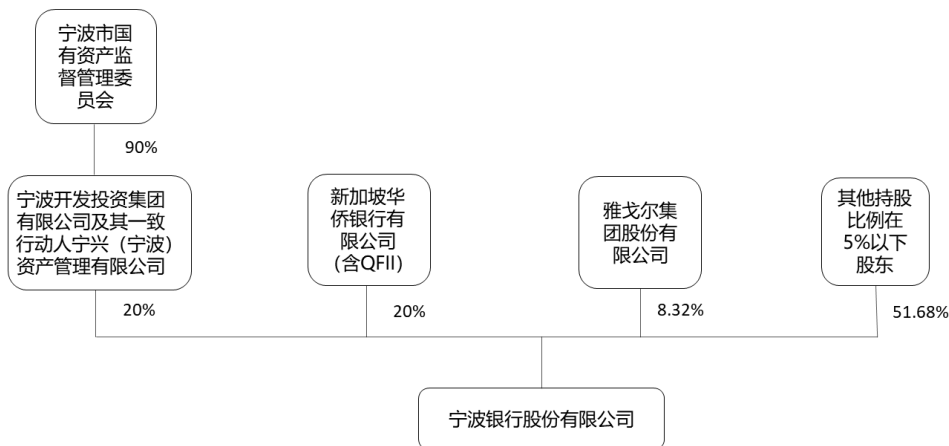 宁波市国
有资产监
督管理委
员会
90%
宁波开发投资集团
有限公司及其一致
行动人宁兴（宁波）
资产管理有限公司
新加坡华
侨银行有
限公司
（含QFII）
雅戈尔集
团股份有
限公司
其他持股
比例在
5%以下
股东
20%
20%
8.32%
51.68%
宁波银行股份有限公司